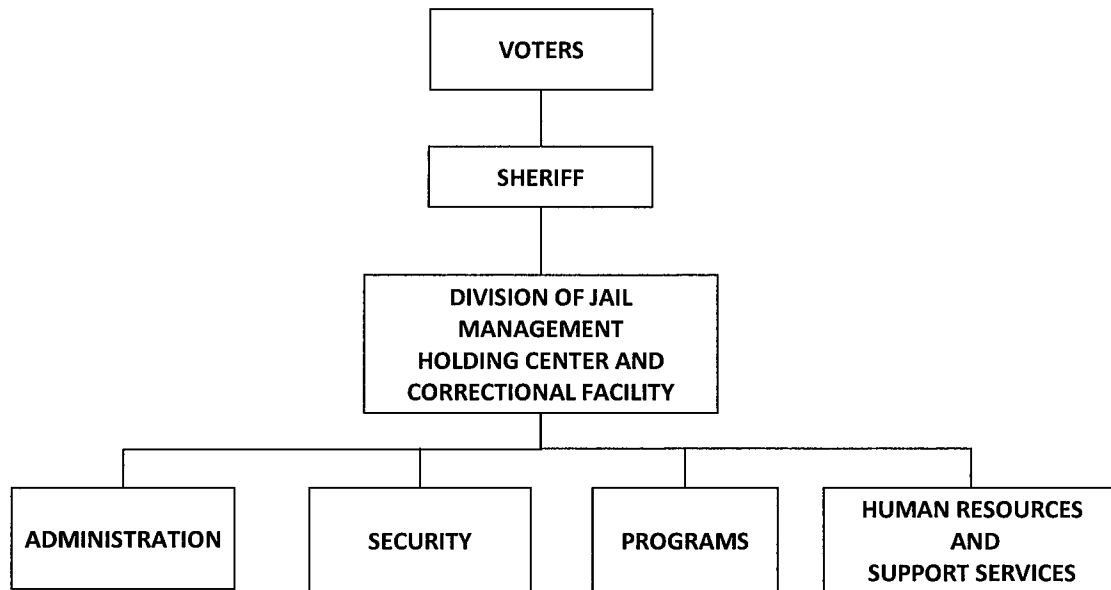 VOTERS
SHERIFF
DIVISION OF JAIL
MANAGEMENT
HOLDING CENTER AND
CORRECTIONAL FACILITY
ADMINISTRATION
SECURITY
PROGRAMS
HUMAN RESOURCES
AND
SUPPORT SERVICES